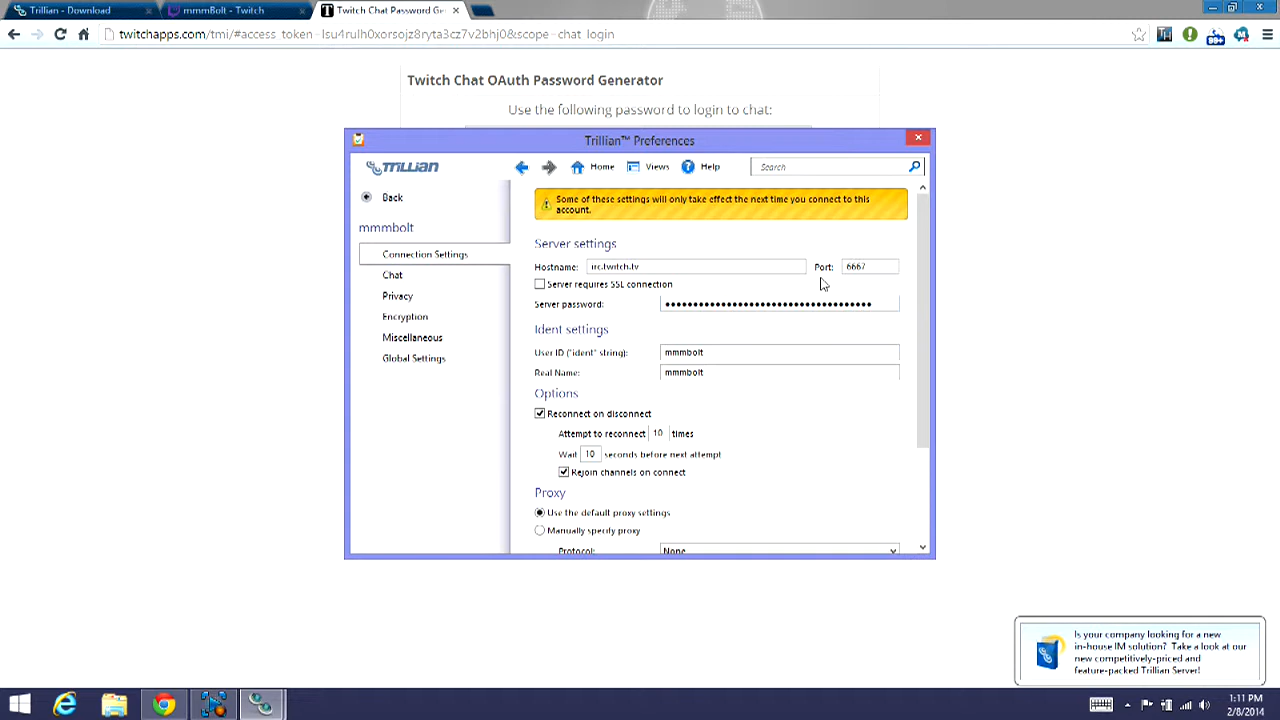 Trillian - Download
mmmBolt - Twitch
Twitch Chat Password Ge
twitchapps.com/tmi/#access_token=lsu4rulh0xorsojz8ryta3cz7v2bhj0&scope=chat_login
99+
Twitch Chat OAuth Password Generator
Use the following password to login to chat:
Trillian™ Preferences
TRILLIAN
Home
Views
Help
Search
Back
Some of these settings will only take effect the next time you connect to this
account.
mmmbolt
Server settings
Connection Settings
Hostname: irc.twitch.tv Port: 6667
Chat
Server requires SSL connection
Privacy
Server password: ••••••••••••••••••••••••••••••••••••
Encryption
Ident settings
Miscellaneous
User ID ("ident" string): mmmbolt
Global Settings
Real Name: mmmbolt
Options
Reconnect on disconnect
Attempt to reconnect 10 times
Wait 10 seconds before next attempt
Rejoin channels on connect
Proxy
Use the default proxy settings
Manually specify proxy
Protocol: None
Is your company looking for a new
in-house IM solution? Take a look at our
new competitively-priced and
feature-packed Trillian Server!
1:11 PM
2/8/2014